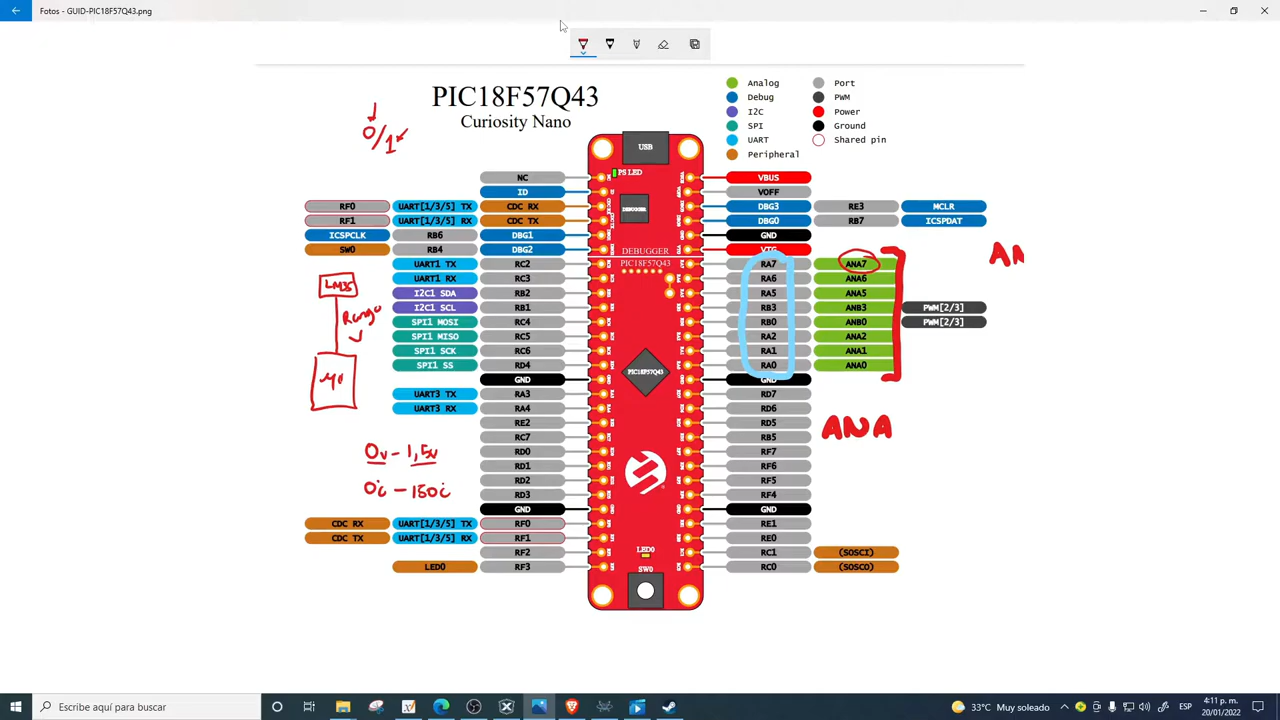 Fotos - GUID-PIC18F57Q43.png
PIC18F57Q43
Curiosity Nano
0/1
Analog
Debug
I2C
SPI
UART
Peripheral
Port
PWM
Power
Ground
Shared pin
USB
PS LED
NC
ID
RF0 UART[1/3/5] TX CDC RX
RF1 UART[1/3/5] RX CDC TX
ICSPCLK RB6 DBG1
SW0 RB4 DBG2
UART1 TX RC2
UART1 RX RC3
I2C1 SDA RB2
I2C1 SCL RB1
SPI1 MOSI RC4
SPI1 MISO RC5
SPI1 SCK RC6
SPI1 SS RD4
GND
UART3 TX RA3
UART3 RX RA4
RE2
RC7
RD0
RD1
RD2
RD3
GND
CDC RX UART[1/3/5] TX RF0
CDC TX UART[1/3/5] RX RF1
RF2
LED0 RF3
LM35
Rango
0v - 1,5v
DEBUGGER
PIC18F57Q43
PIC18F57Q43
LED0
SW0
VBUS
VOFF
DBG3 RE3 MCLR
DBG0 RB7 ICSPDAT
GND
VTG
RA7 ANA7
RA6 ANA6
RA5 ANA5
RB3 ANB3 PWM[2/3]
RB0 ANB0 PWM[2/3]
RA2 ANA2
RA1 ANA1
RA0 ANA0
GND
RD7
RD6
RD5
RB5
RF7
RF6
RF5
RF4
GND
RE1
RE0
RC1 (SOSCI)
RC0 (SOSCO)
ANA
AN
Escribe aquí para buscar
33°C Muy soleado
ESP
4:11 p. m.
20/01/2022